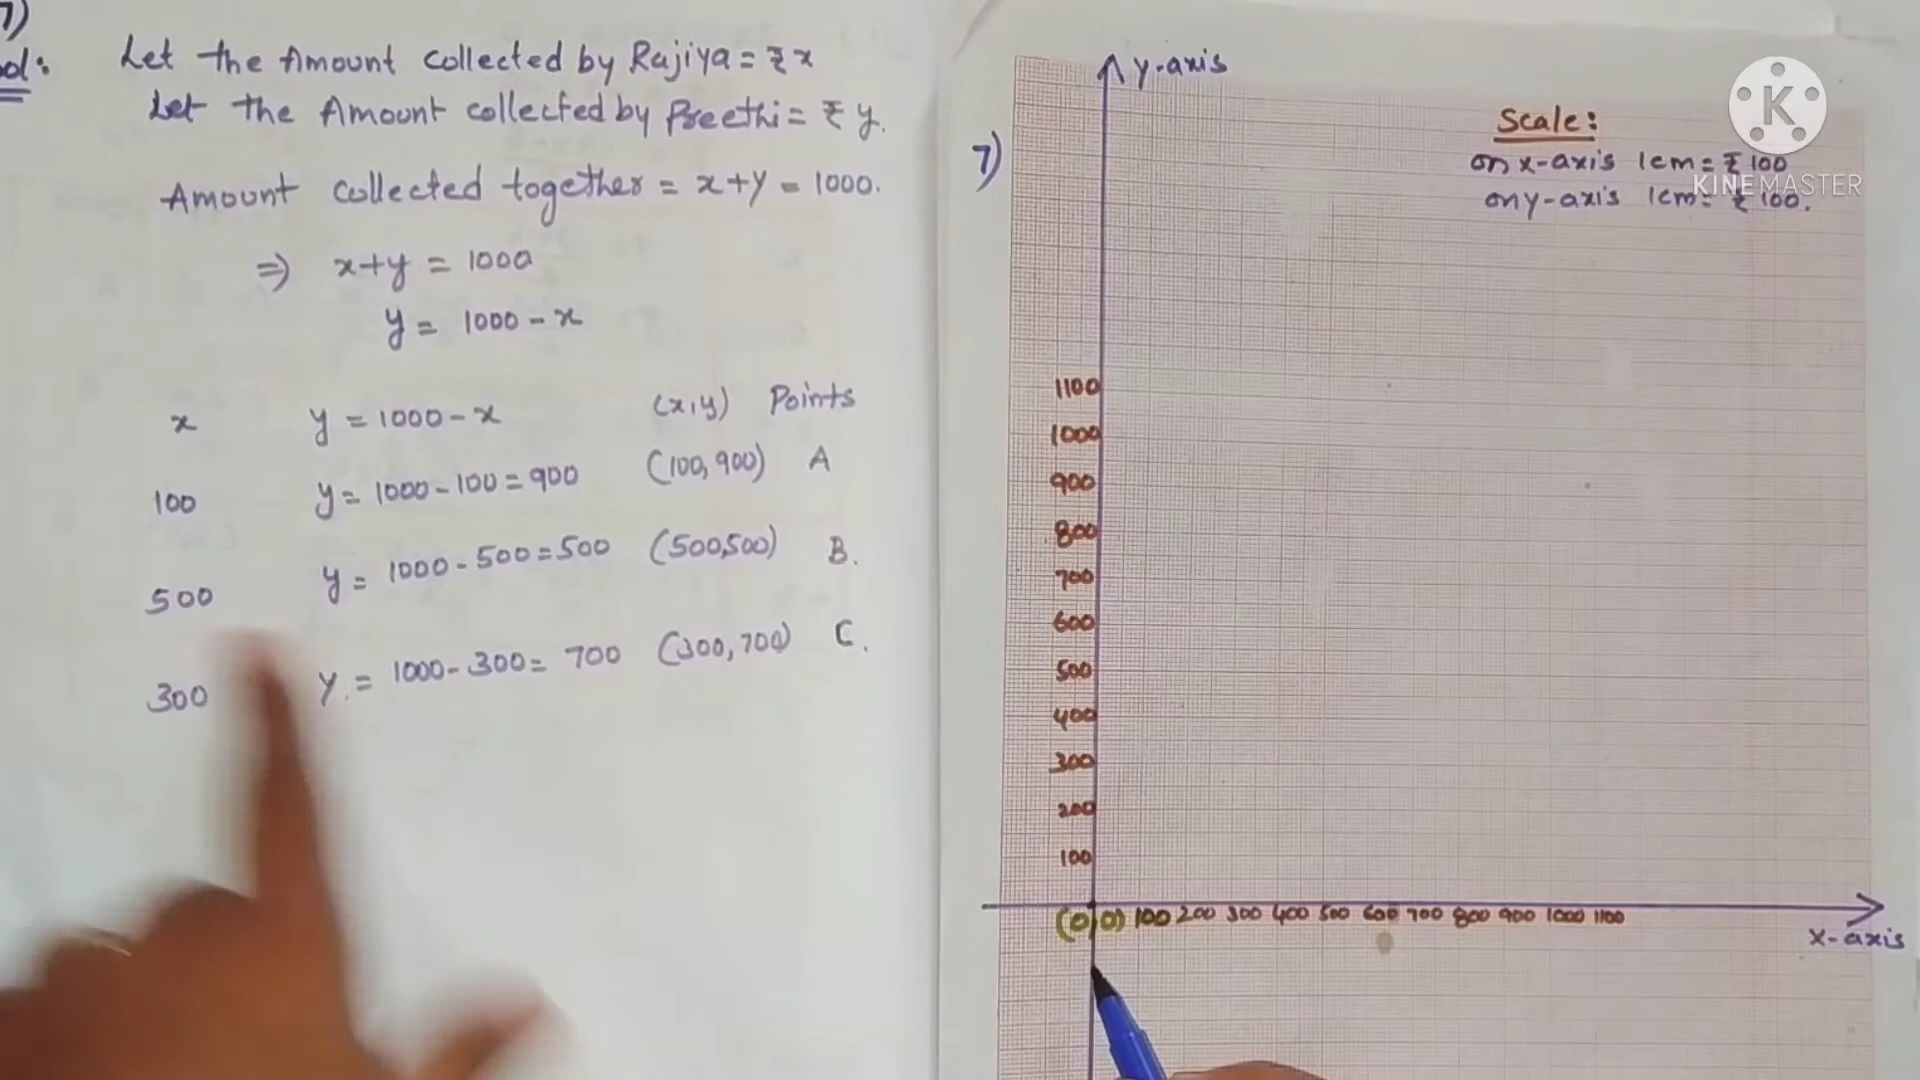 7)
Let the Amount collected by Rajiya = ₹ x
Let the Amount collected by Preethi = ₹ y.
Amount collected together = x+y = 1000.
⇒ x+y = 1000
y = 1000 - x
x y = 1000 - x (x,y) Points
100 y = 1000 - 100 = 900 (100, 900) A
500 y = 1000 - 500 = 500 (500,500) B.
300 y. = 1000 - 300 = 700 (300, 700) C.
7)
y-axis
Scale:
on x-axis 1cm = ₹ 100
on y-axis 1cm = ₹ 100.
K
KINEMASTER
1100
1000
900
800
700
600
500
400
300
200
100
(0,0) 100 200 300 400 500 600 700 800 900 1000 1100
X-axis